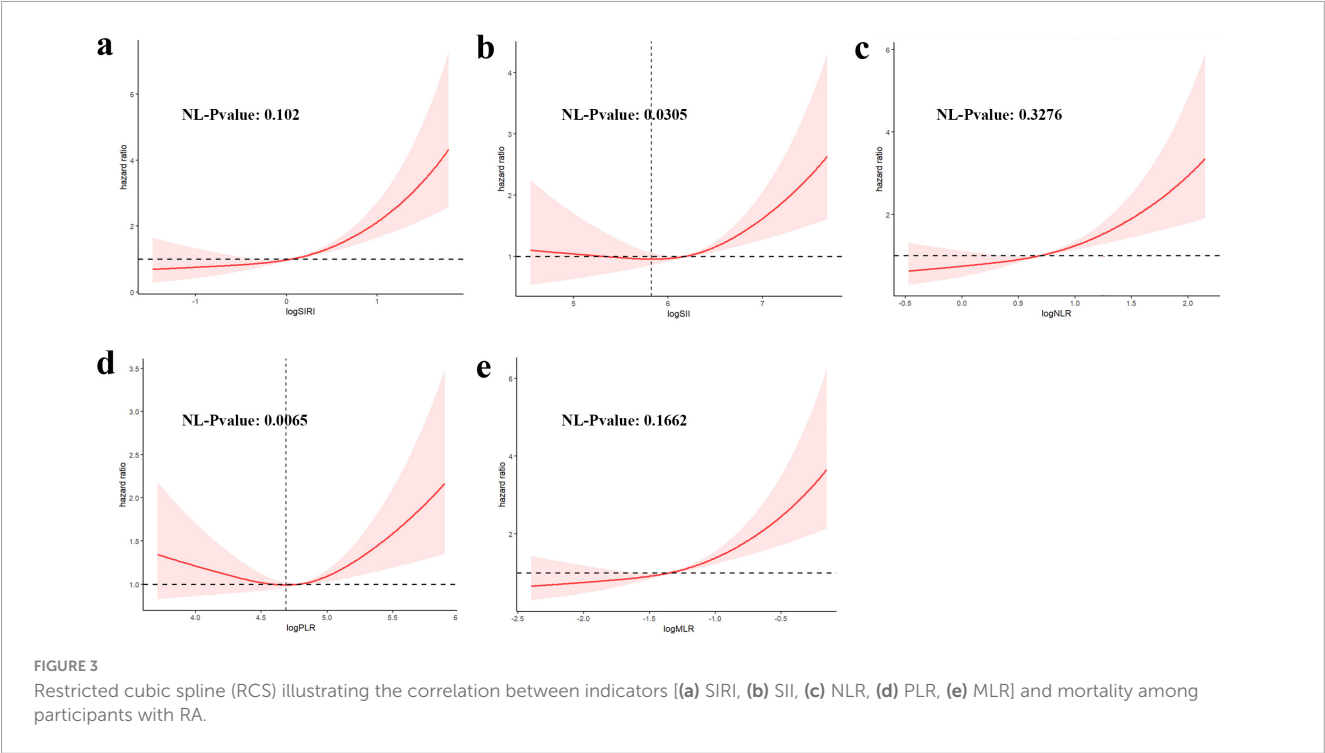 a
NL-Pvalue: 0.102
hazard ratio
6
4
2
0
-1
0
1
logSIRI
b
NL-Pvalue: 0.0305
hazard ratio
4
3
2
1
5
6
7
logSII
c
NL-Pvalue: 0.3276
hazard ratio
6
4
2
-0.5
0.0
0.5
1.0
1.5
2.0
logNLR
d
NL-Pvalue: 0.0065
hazard ratio
3.5
3.0
2.5
2.0
1.5
1.0
4.0
4.5
5.0
5.5
6
logPLR
e
NL-Pvalue: 0.1662
hazard ratio
6
4
2
-2.5
-2.0
-1.5
-1.0
-0.5
logMLR
FIGURE 3
Restricted cubic spline (RCS) illustrating the correlation between indicators [(a) SIRI, (b) SII, (c) NLR, (d) PLR, (e) MLR] and mortality among
participants with RA.